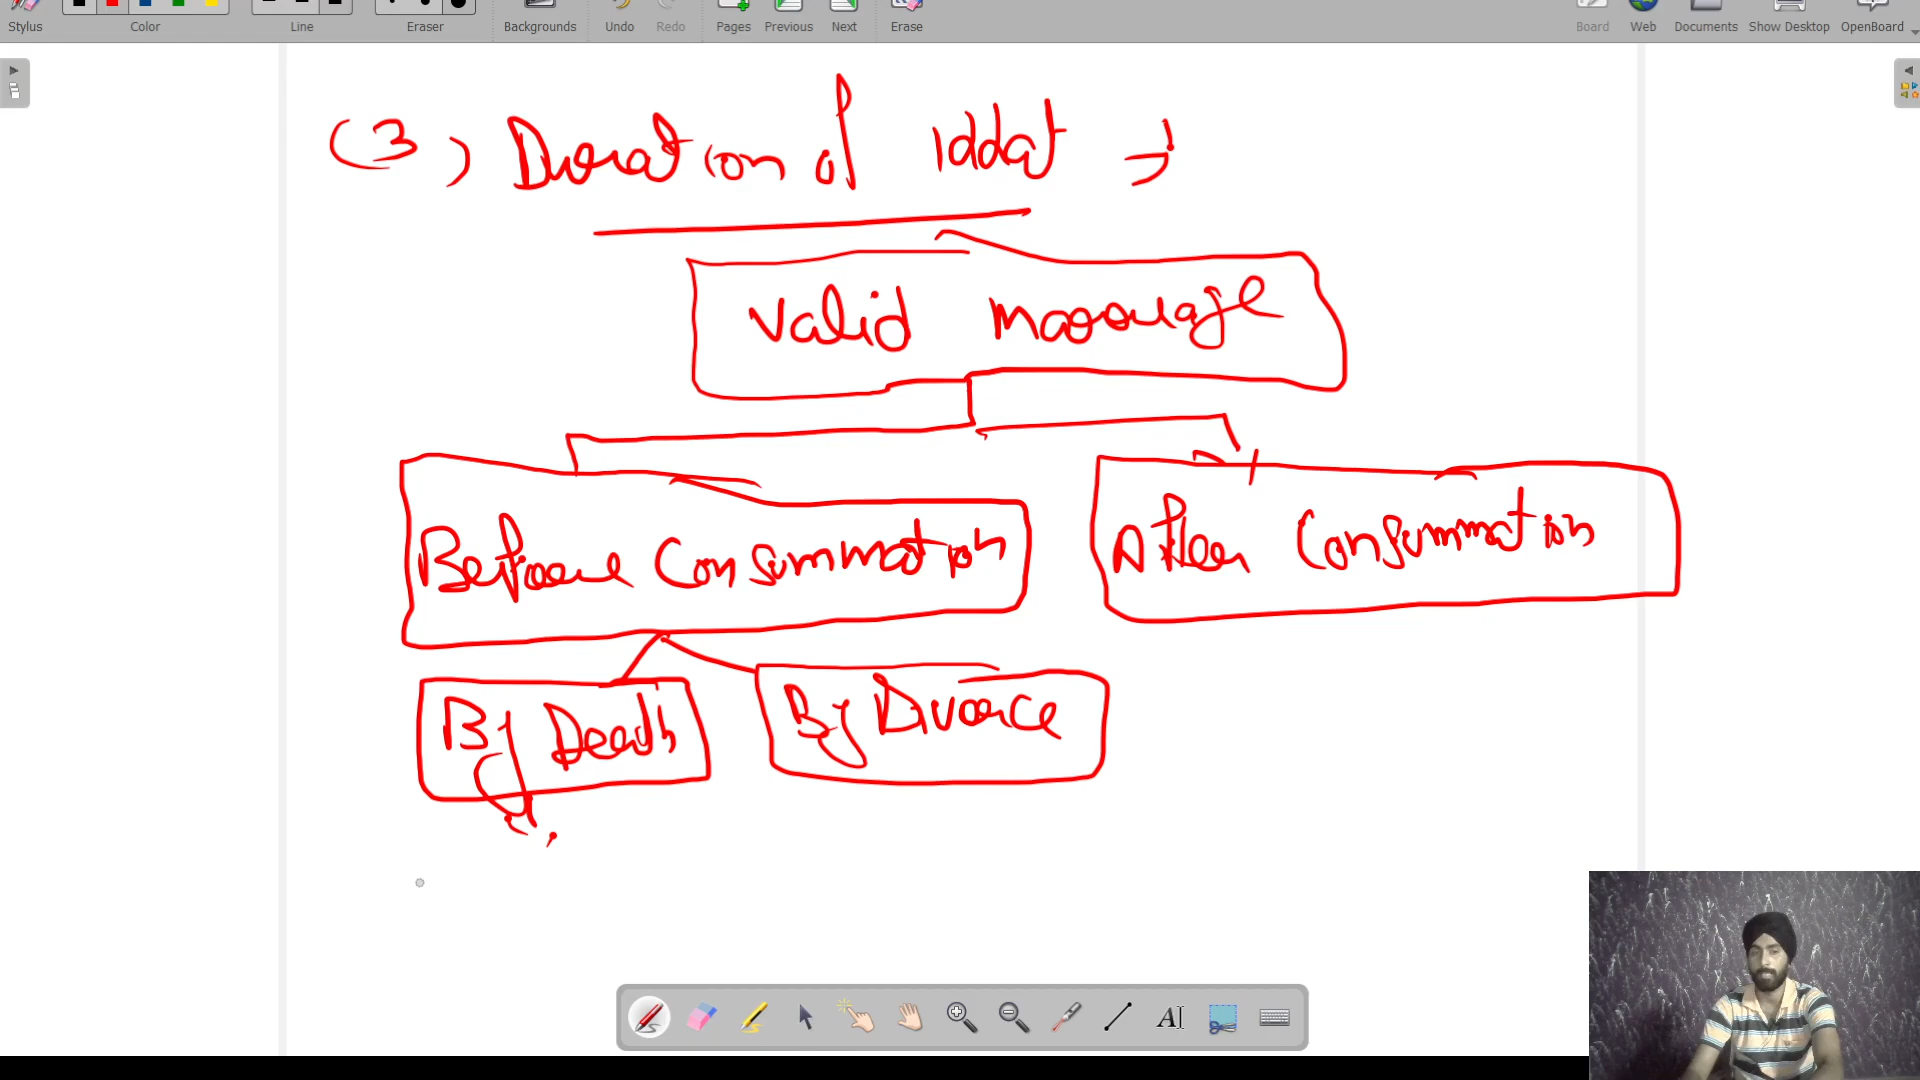 Stylus Color Line Eraser Backgrounds Undo Redo Pages Previous Next Erase Board Web Documents Show Desktop OpenBoard
(3) Duration of Iddat →
Valid marriage
Before Consummation
After Consummation
By Death
By Divorce